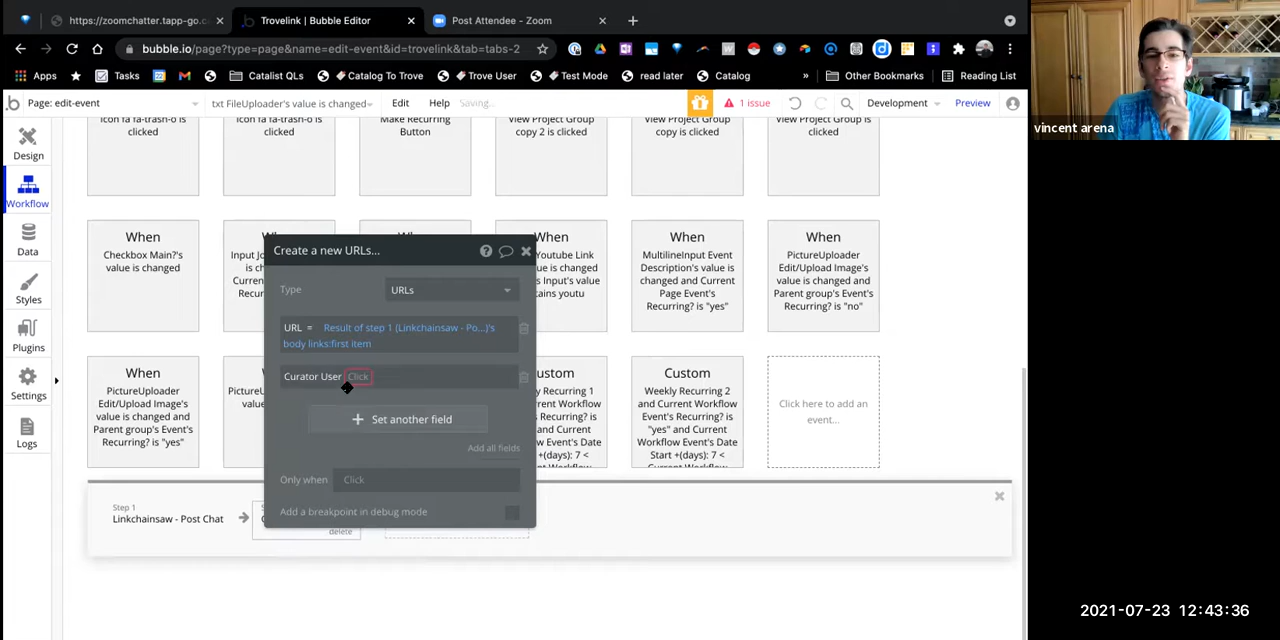 https://zoomchatter.tapp-go.c
Trovelink | Bubble Editor
Post Attendee - Zoom
bubble.io/page?type=page&name=edit-event&id=trovelink&tab=tabs-2
Apps
Tasks
Catalist QLs
Catalog To Trove
Trove User
Test Mode
read later
Catalog
»
Other Bookmarks
Reading List
Page: edit-event
txt FileUploader's value is changed
Edit
Help
Saving...
1 issue
Development
Preview
vincent arena
Icon fa fa-trash-o is
clicked
Icon fa fa-trash-o is
clicked
Make Recurring
Button
View Project Group
copy 2 is clicked
View Project Group
copy is clicked
View Project Group
is clicked
Design
Workflow
Data
Styles
Plugins
Settings
Logs
When
Checkbox Main?'s
value is changed
When
Youtube Link
ue is changed
s Input's value
tains youtu
When
MultilineInput Event
Description's value is
changed and Current
Page Event's
Recurring? is "yes"
When
PictureUploader
Edit/Upload Image's
value is changed and
Parent group's Event's
Recurring? is "no"
When
PictureUploader
Edit/Upload Image's
value is changed and
Parent group's Event's
Recurring? is "yes"
Custom
Weekly Recurring 2
and Current Workflow
Event's Recurring? is
"yes" and Current
Workflow Event's Date
Start +(days): 7 <
Current Workflow
Click here to add an
event...
Create a new URLs...
Type
URLs
URL = Result of step 1 (Linkchainsaw - Po...)'s
body links:first item
Curator User Click
Set another field
Add all fields
Only when
Click
Add a breakpoint in debug mode
Step 1
Linkchainsaw - Post Chat
delete
2021-07-23 12:43:36